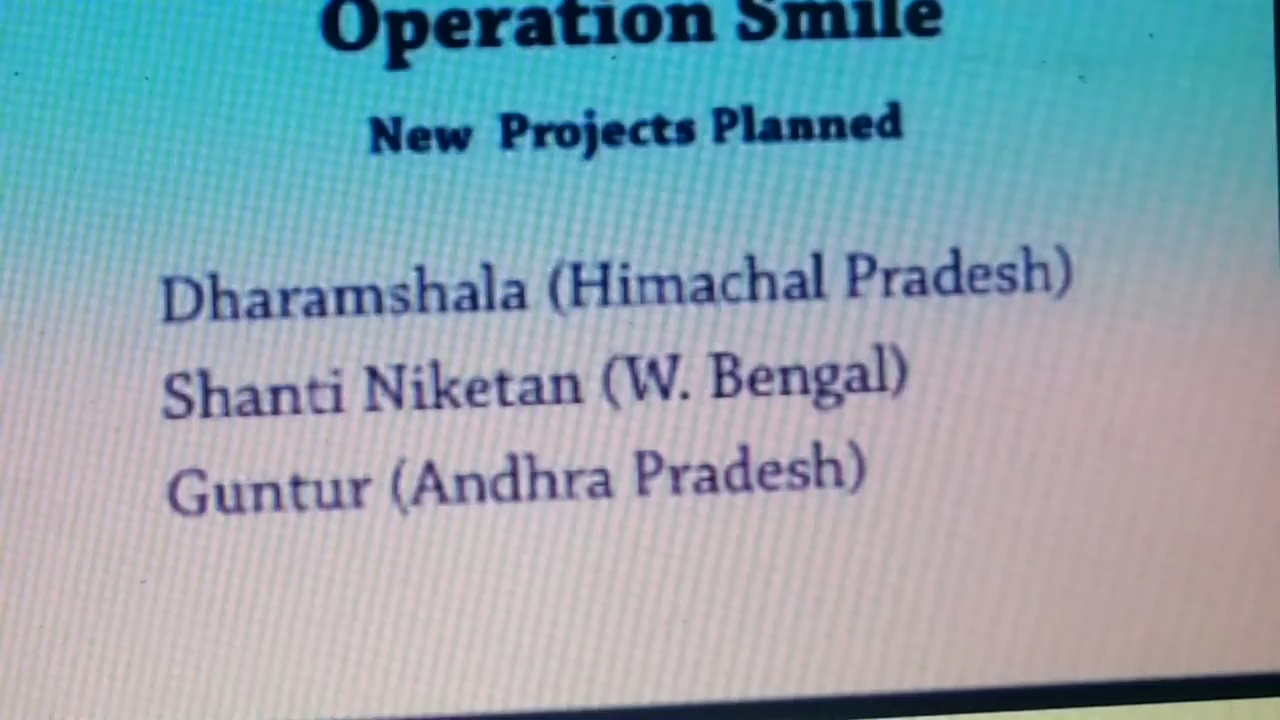 Operation Smile
New Projects Planned
Dharamshala (Himachal Pradesh)
Shanti Niketan (W. Bengal)
Guntur (Andhra Pradesh)